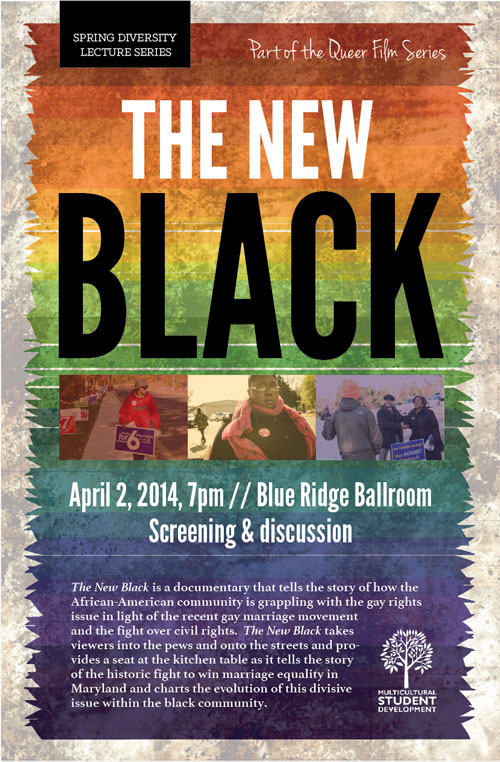 SPRING DIVERSITY
LECTURE SERIES
Part of the Queer Film Series
THE NEW
BLACK
6
April 2, 2014, 7pm // Blue Ridge Ballroom
Screening & discussion
The New Black is a documentary that tells the story of how the
African-American community is grappling with the gay rights
issue in light of the recent gay marriage movement
and the fight over civil rights. The New Black takes
viewers into the pews and onto the streets and pro-
vides a seat at the kitchen table as it tells the story
of the historic fight to win marriage equality in
Maryland and charts the evolution of this divisive
issue within the black community.
MULTICULTURAL
STUDENT
DEVELOPMENT